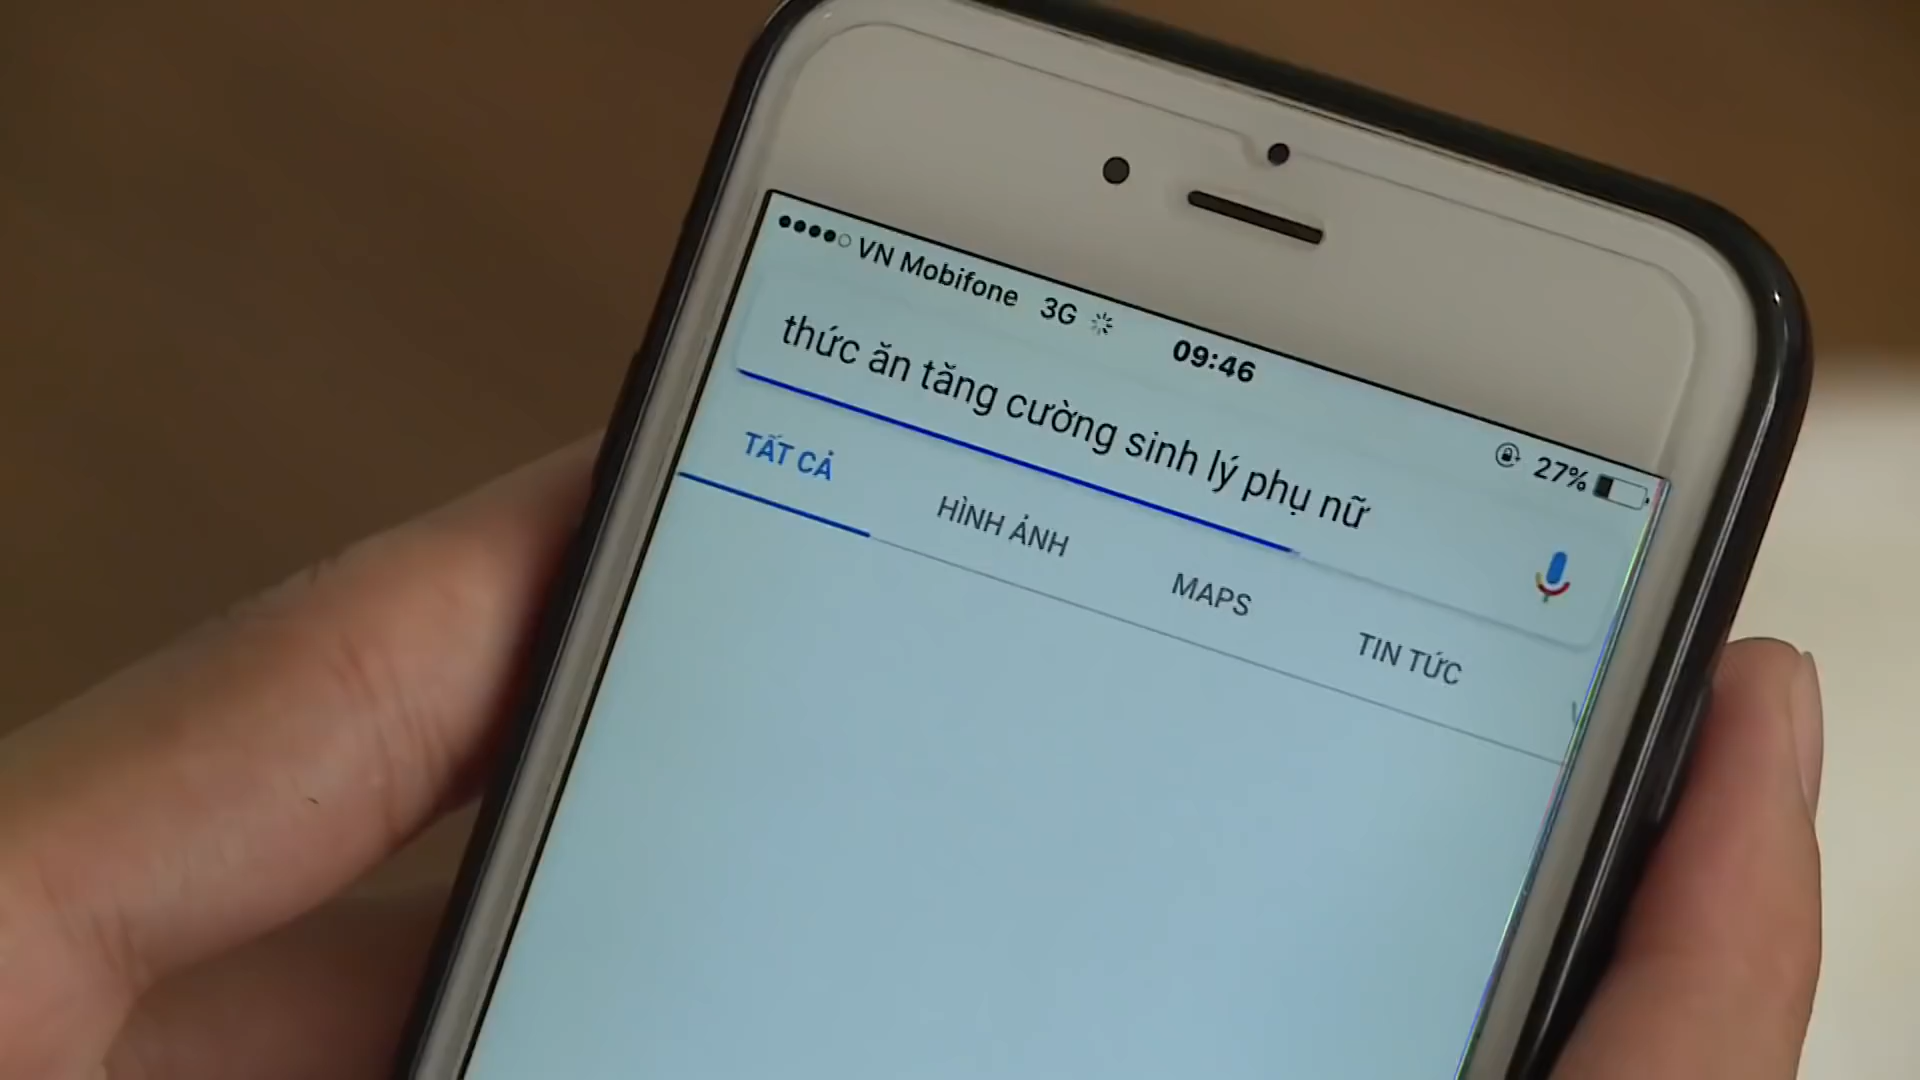 VN Mobifone 3G 09:46 27%
thức ăn tăng cường sinh lý phụ nữ
TẤT CẢ HÌNH ẢNH MAPS TIN TỨC